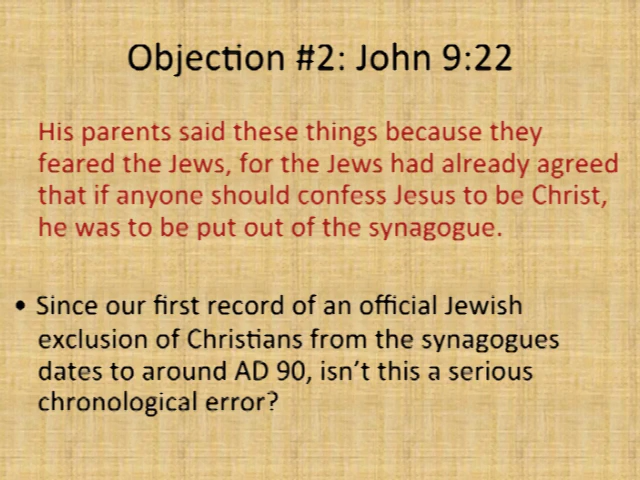 Objection #2: John 9:22
His parents said these things because they
feared the Jews, for the Jews had already agreed
that if anyone should confess Jesus to be Christ,
he was to be put out of the synagogue.
• Since our first record of an official Jewish
exclusion of Christians from the synagogues
dates to around AD 90, isn’t this a serious
chronological error?